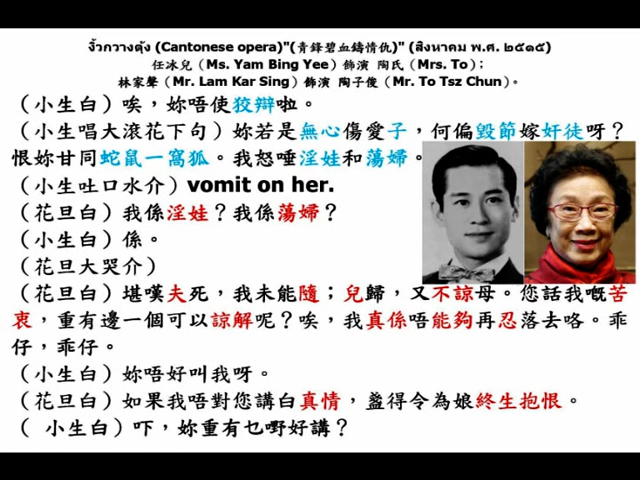 งิ้วกวางตุ้ง (Cantonese opera)"(青鋒碧血鑄情仇)" (สิงหาคม พ.ศ. ๒๕๑๕)
任冰兒 (Ms. Yam Bing Yee) 飾演 陶氏 (Mrs. To)；
林家聲 (Mr. Lam Kar Sing) 飾演 陶子俊 (Mr. To Tsz Chun)。
（小生白）唉，妳唔使狡辯啦。
（小生唱大滾花下句）妳若是無心傷愛子，何偏毀節嫁奸徒呀？
恨妳甘同蛇鼠一窩狐。我怒唾淫娃和蕩婦。
（小生吐口水介）vomit on her.
（花旦白）我係淫娃？我係蕩婦？
（小生白）係。
（花旦大哭介）
（花旦白）堪嘆夫死，我未能隨；兒歸，又不諒母。您話我嘅苦
衷，重有邊一個可以諒解呢？唉，我真係唔能夠再忍落去咯。乖
仔，乖仔。
（小生白）妳唔好叫我呀。
（花旦白）如果我唔對您講白真情，盞得令為娘終生抱恨。
（ 小生白）吓，妳重有乜嘢好講？